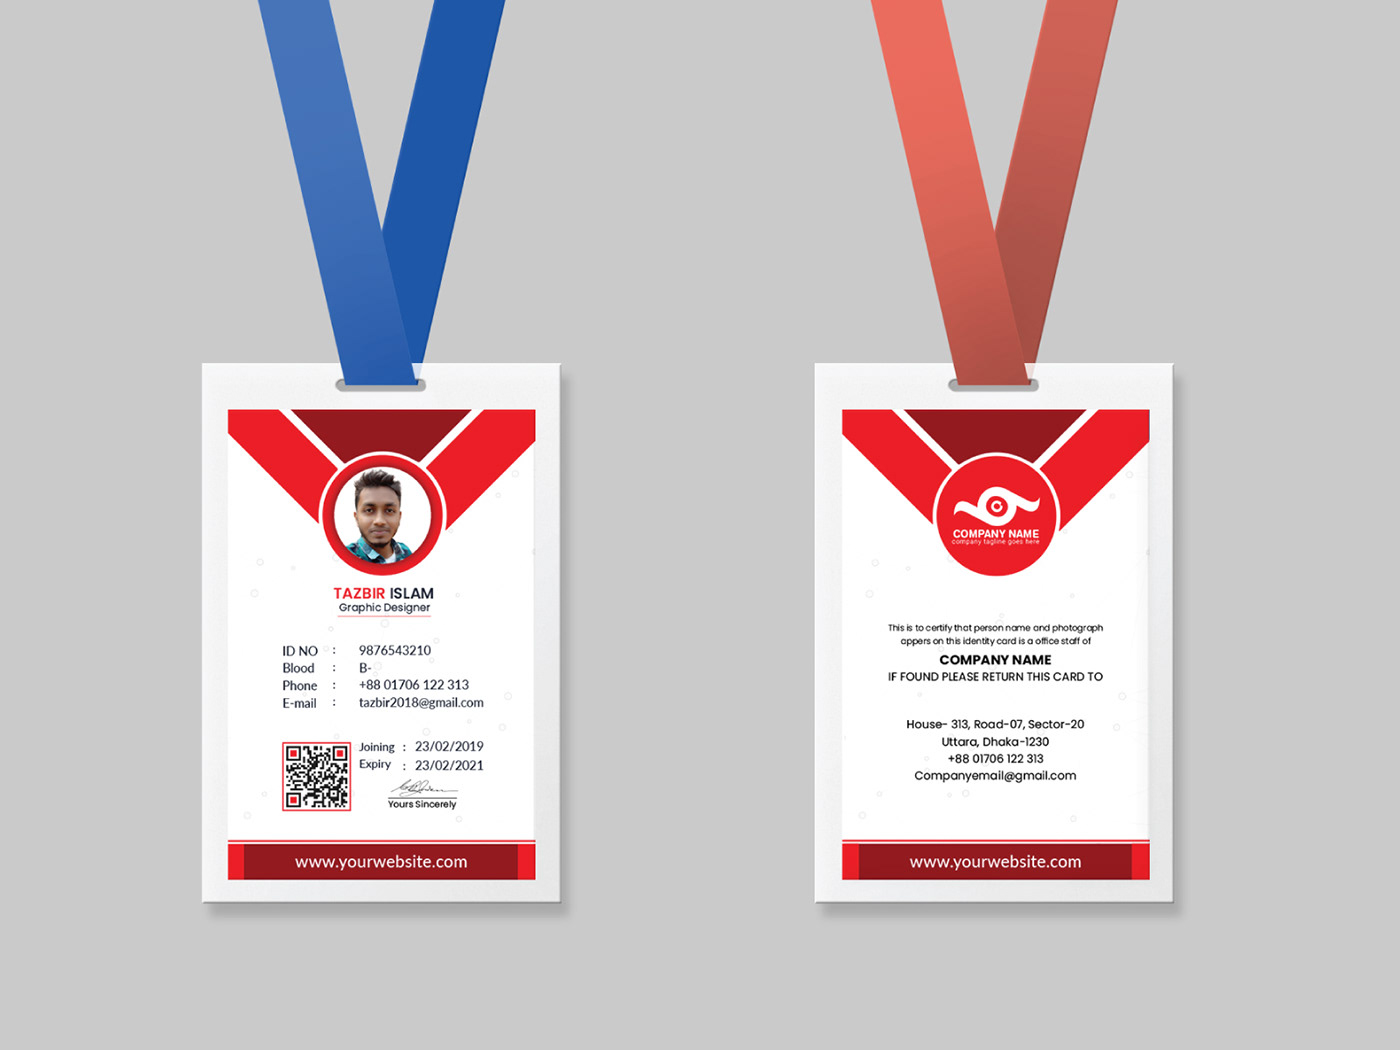 TAZBIR ISLAM
Graphic Designer
ID NO : 9876543210
Blood : B-
Phone : +88 01706 122 313
E-mail : tazbir2018@gmail.com
Joining : 23/02/2019
Expiry : 23/02/2021
Yours Sincerely
www.yourwebsite.com
COMPANY NAME
company tagline goes here
This is to certify that person name and photograph
appers on this identity card is a office staff of
COMPANY NAME
IF FOUND PLEASE RETURN THIS CARD TO
House- 313, Road-07, Sector-20
Uttara, Dhaka-1230
+88 01706 122 313
Companyemail@gmail.com
www.yourwebsite.com